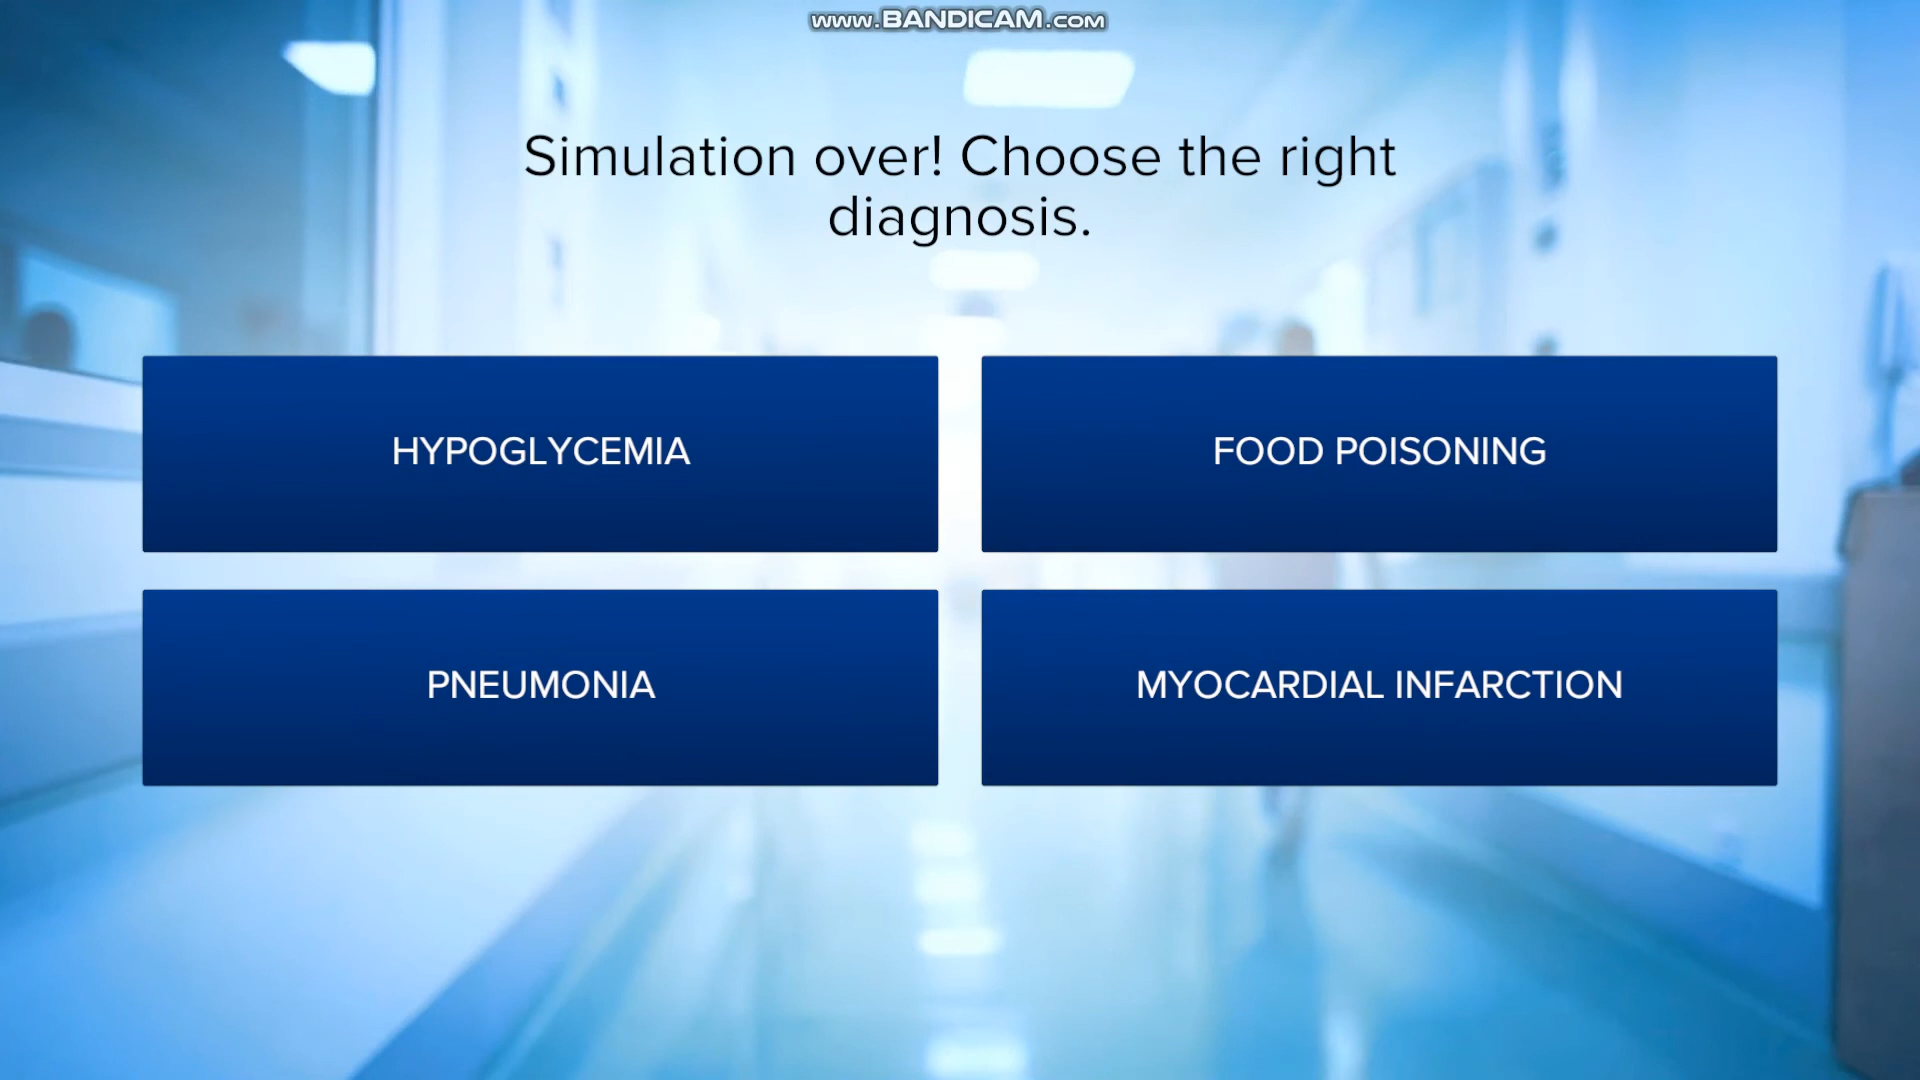 www.BANDICAM.com
Simulation over! Choose the right
diagnosis.
HYPOGLYCEMIA
FOOD POISONING
PNEUMONIA
MYOCARDIAL INFARCTION